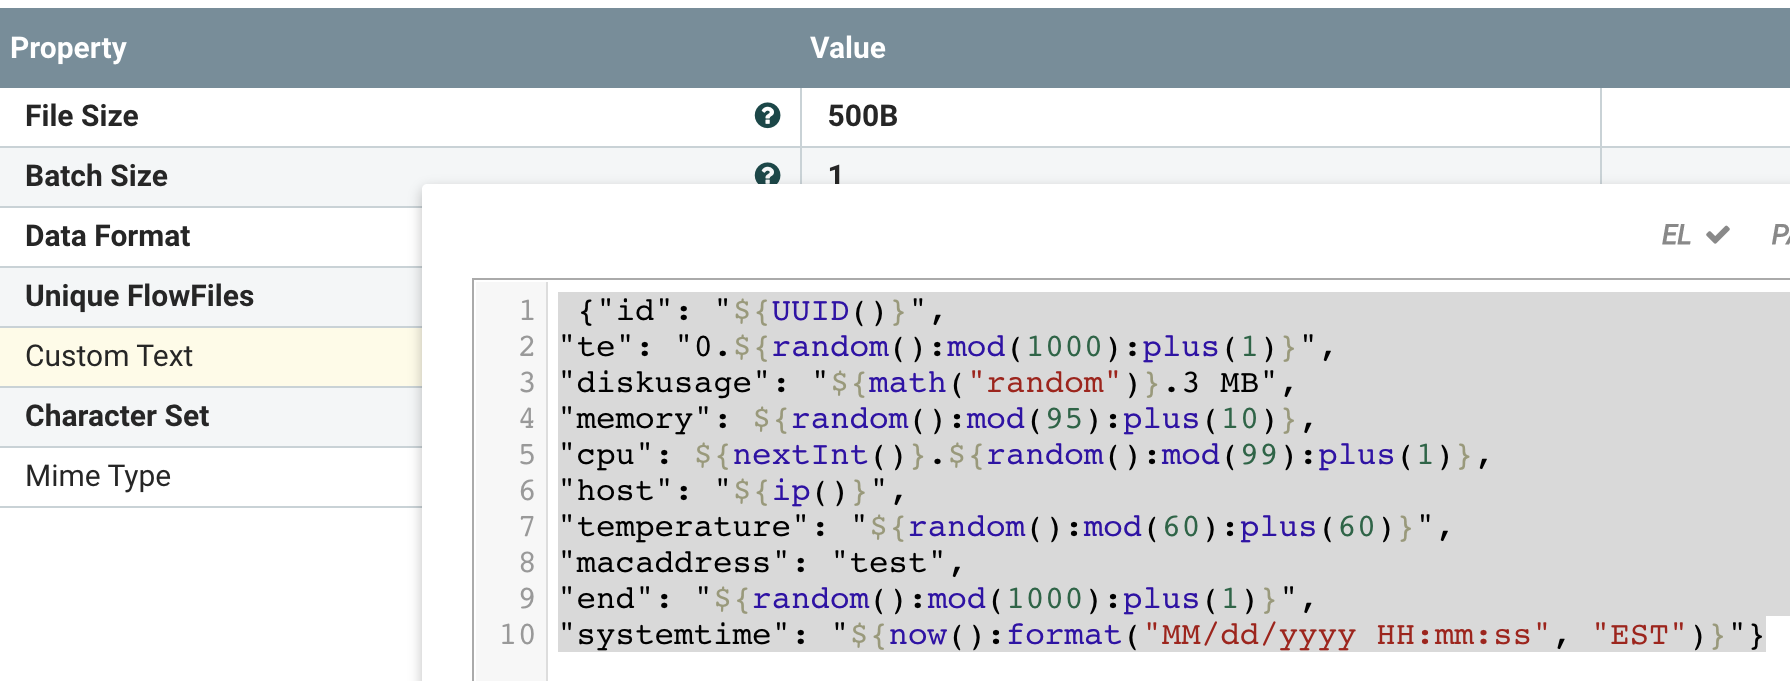 Property Value
File Size ? 500B
Batch Size ? 1
Data Format
Unique FlowFiles
Custom Text
Character Set
Mime Type
EL
1 {"id": "${UUID()}",
2 "te": "0.${random():mod(1000):plus(1)}",
3 "diskusage": "${math("random")}.3 MB",
4 "memory": ${random():mod(95):plus(10)},
5 "cpu": ${nextInt()}.${random():mod(99):plus(1)},
6 "host": "${ip()}",
7 "temperature": "${random():mod(60):plus(60)}",
8 "macaddress": "test",
9 "end": "${random():mod(1000):plus(1)}",
10 "systemtime": "${now():format("MM/dd/yyyy HH:mm:ss", "EST")}"}